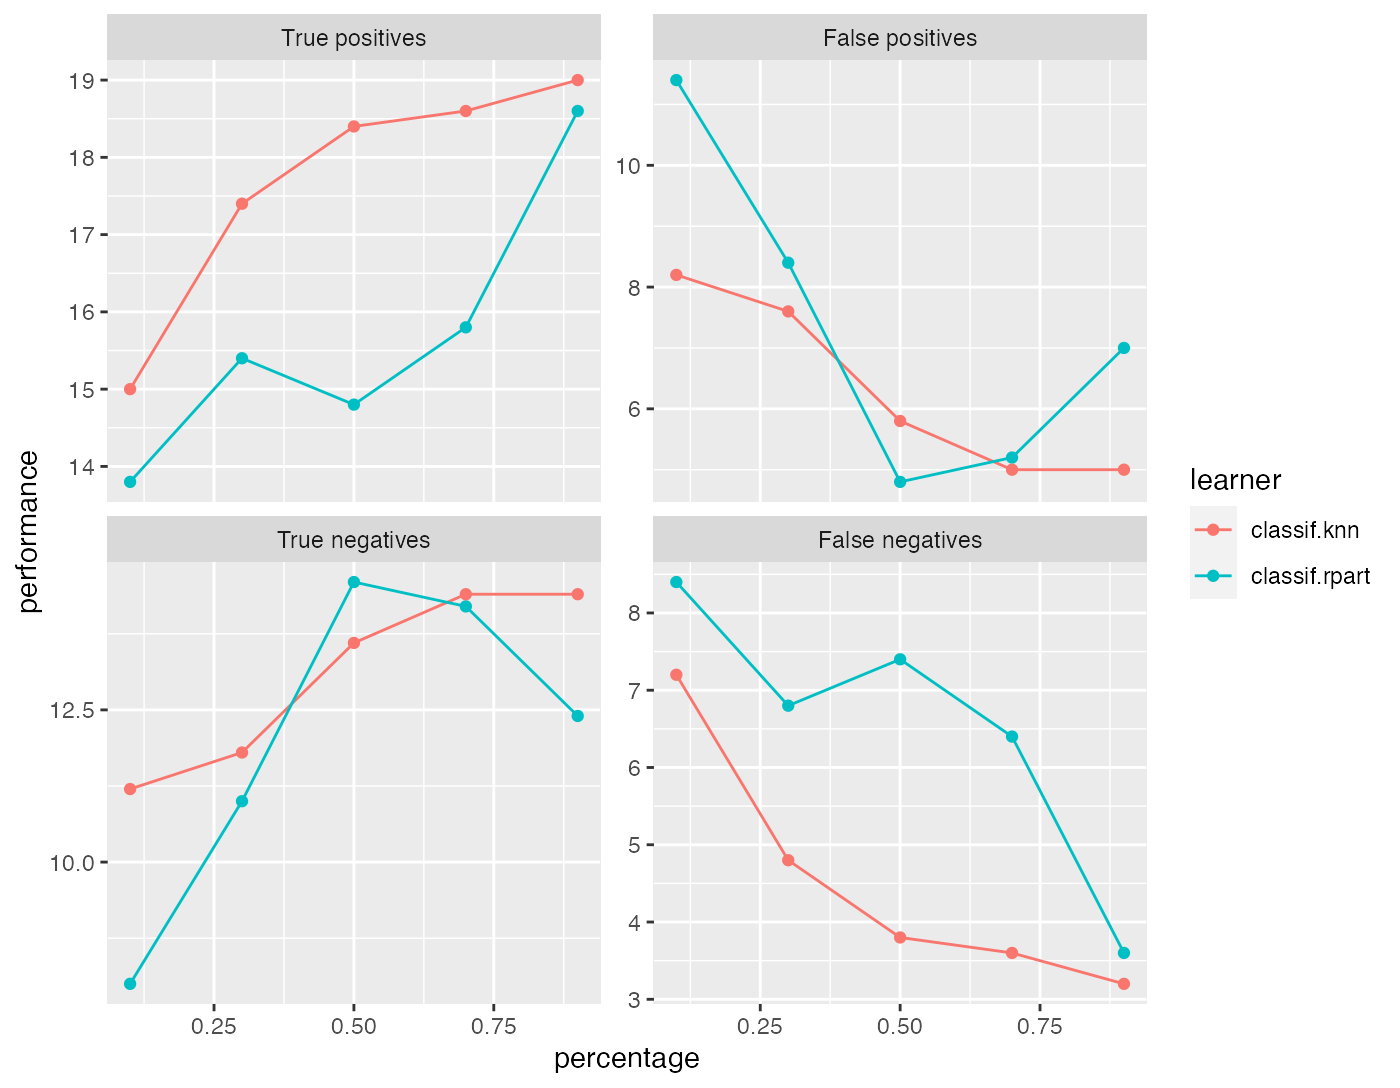 True positives
False positives
19
18
17
16
15
14
10
8
6
True negatives
False negatives
12.5
10.0
8
7
6
5
4
3
0.25
0.50
0.75
0.25
0.50
0.75
percentage
performance
learner
classif.knn
classif.rpart